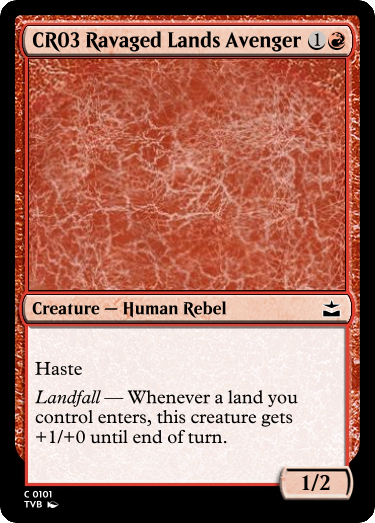 CR03 Ravaged Lands Avenger 1
Creature — Human Rebel
Haste
Landfall — Whenever a land you
control enters, this creature gets
+1/+0 until end of turn.
1/2
C 0101
TVB